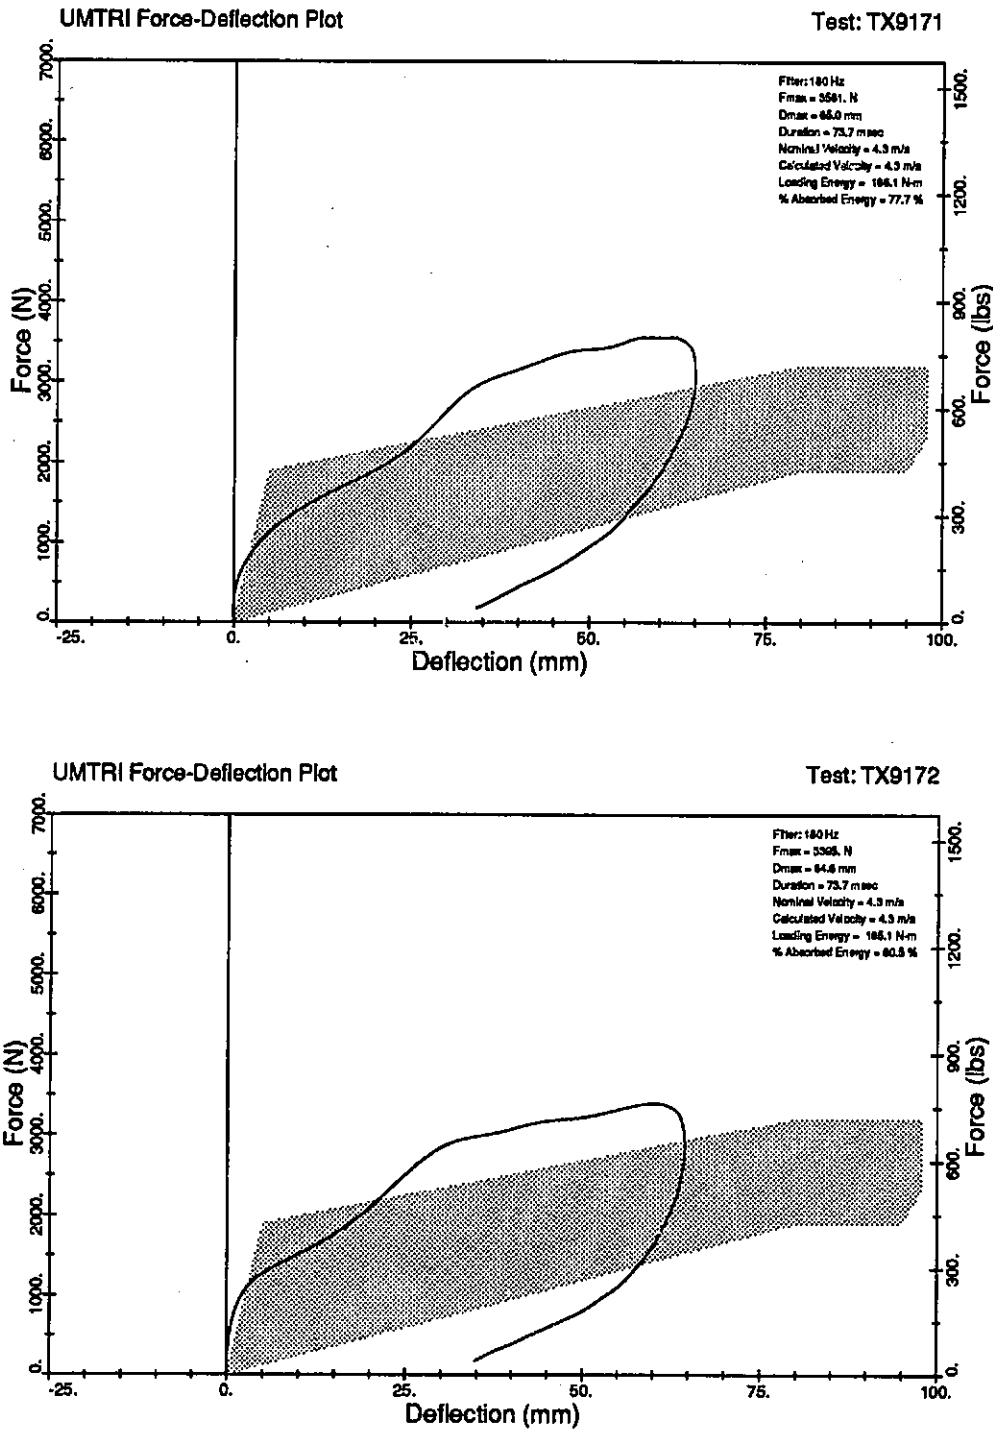 UMTRI Force-Deflection Plot
Test: TX9171
7000.
6000.
5000.
4000.
3000.
2000.
1000.
0.
Force (N)
Filter: 180 Hz
Fmax = 3561. N
Dmax = 65.0 mm
Duration = 73.7 msec
Nominal Velocity = 4.3 m/s
Calculated Velocity = 4.3 m/s
Loading Energy = 166.1 N-m
% Absorbed Energy = 77.7 %
1500.
1200.
900.
600.
300.
0.
Force (lbs)
-25. 0. 25. 50. 75. 100.
Deflection (mm)
UMTRI Force-Deflection Plot
Test: TX9172
7000.
6000.
5000.
4000.
3000.
2000.
1000.
0.
Force (N)
Filter: 180 Hz
Fmax = 3395. N
Dmax = 64.6 mm
Duration = 73.7 msec
Nominal Velocity = 4.3 m/s
Calculated Velocity = 4.3 m/s
Loading Energy = 165.1 N-m
% Absorbed Energy = 80.5 %
1500.
1200.
900.
600.
300.
0.
Force (lbs)
-25. 0. 25. 50. 75. 100.
Deflection (mm)